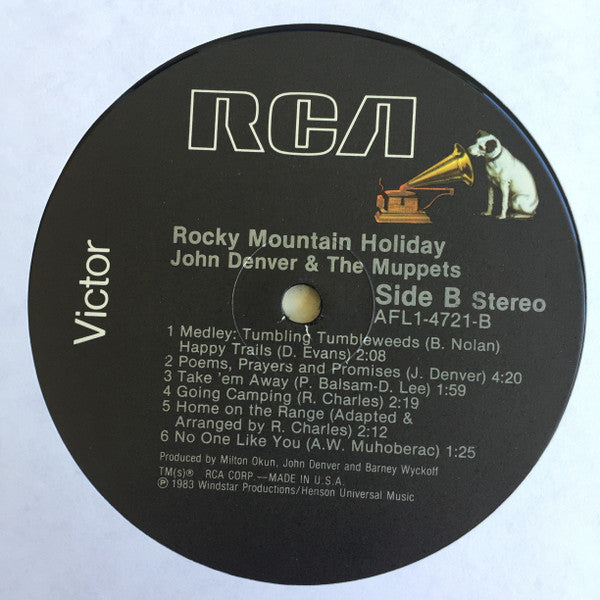 RCA
Victor
Rocky Mountain Holiday
John Denver & The Muppets
Side B Stereo
AFL1-4721-B
1 Medley: Tumbling Tumbleweeds (B. Nolan)
Happy Trails (D. Evans) 2:08
2 Poems, Prayers and Promises (J. Denver) 4:20
3 Take 'em Away (P. Balsam-D. Lee) 1:59
4 Going Camping (R. Charles) 2:19
5 Home on the Range (Adapted &
Arranged by R. Charles) 2:12
6 No One Like You (A.W. Muhoberac) 1:25
Produced by Milton Okun, John Denver and Barney Wyckoff
TM(s)® RCA CORP.—MADE IN U.S.A.
℗ 1983 Windstar Productions/Henson Universal Music